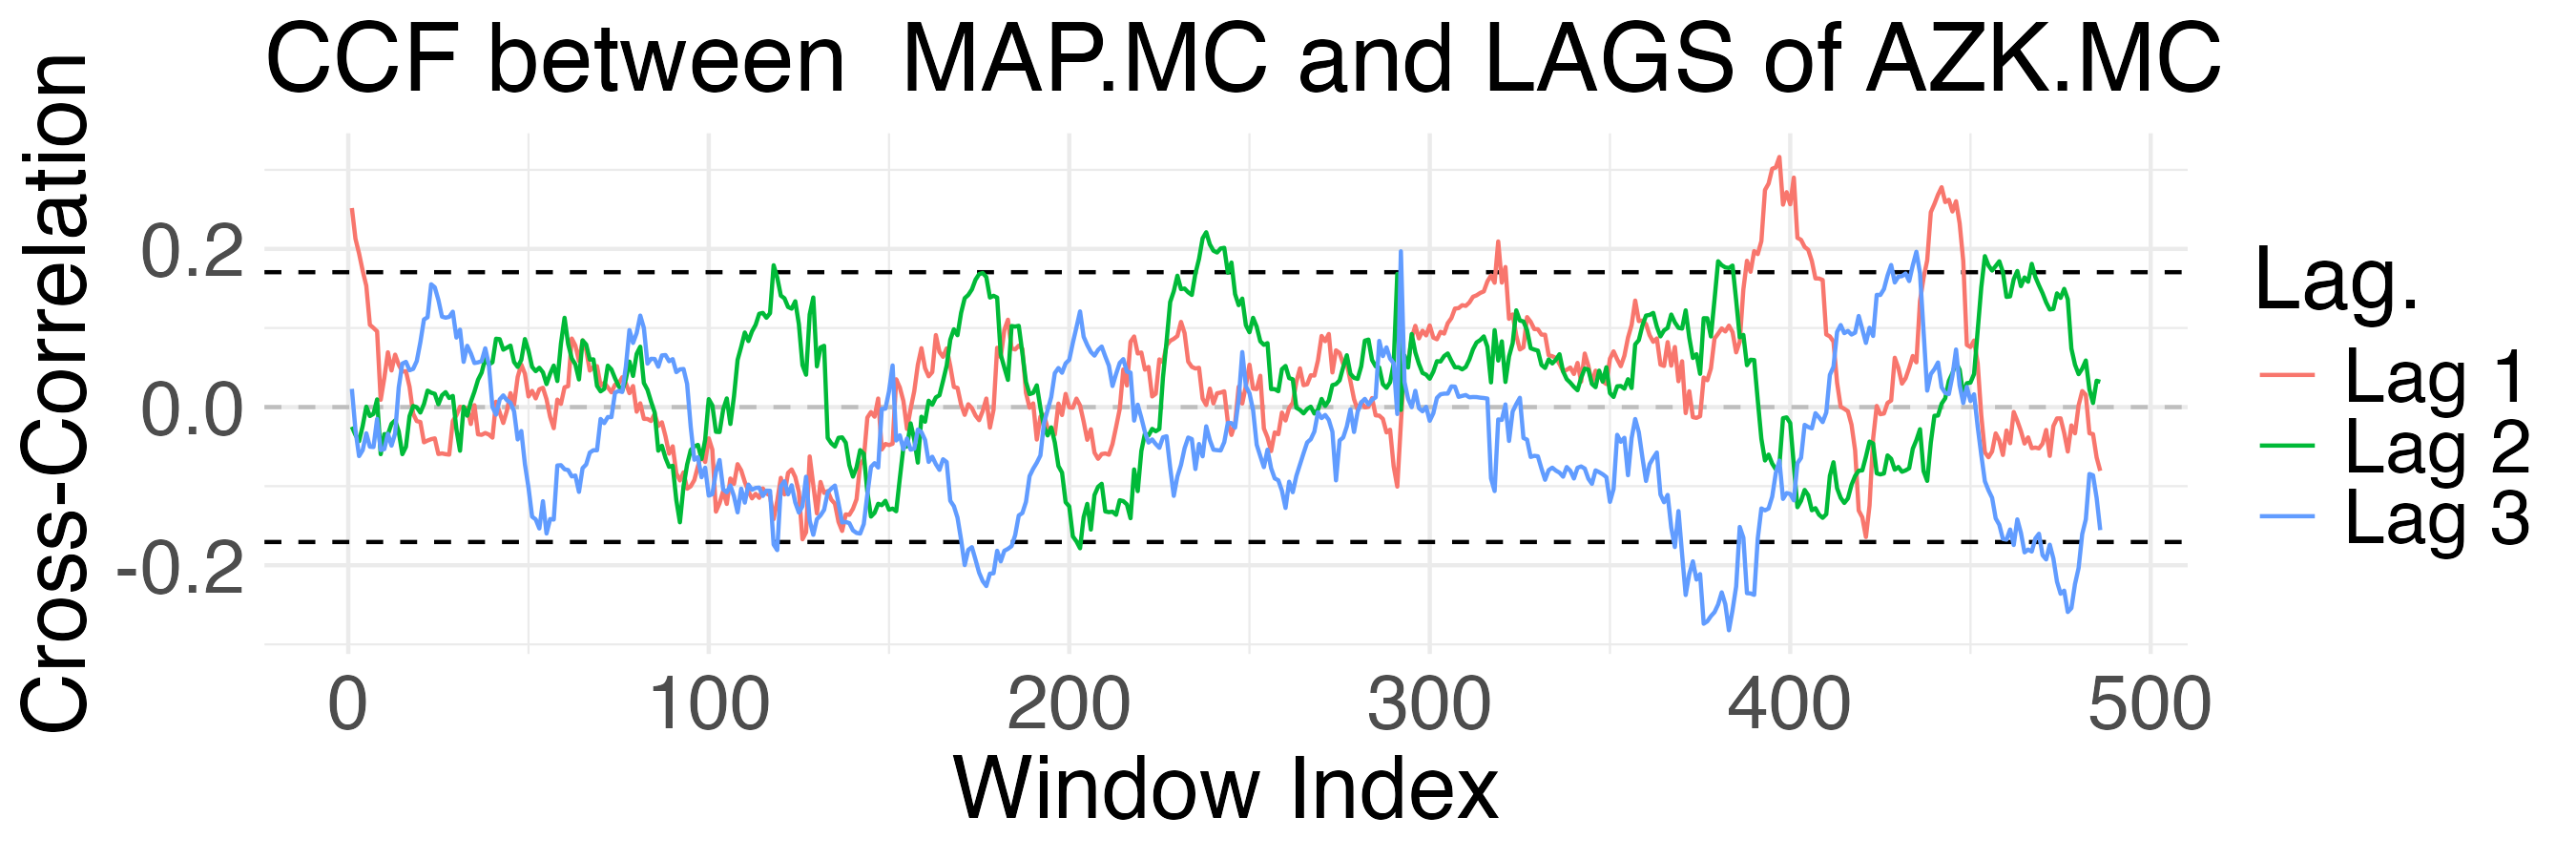 CCF between  MAP.MC and LAGS of AZK.MC
Cross-Correlation
0.2
0.0
-0.2
0 100 200 300 400 500
Window Index
Lag.
Lag 1
Lag 2
Lag 3